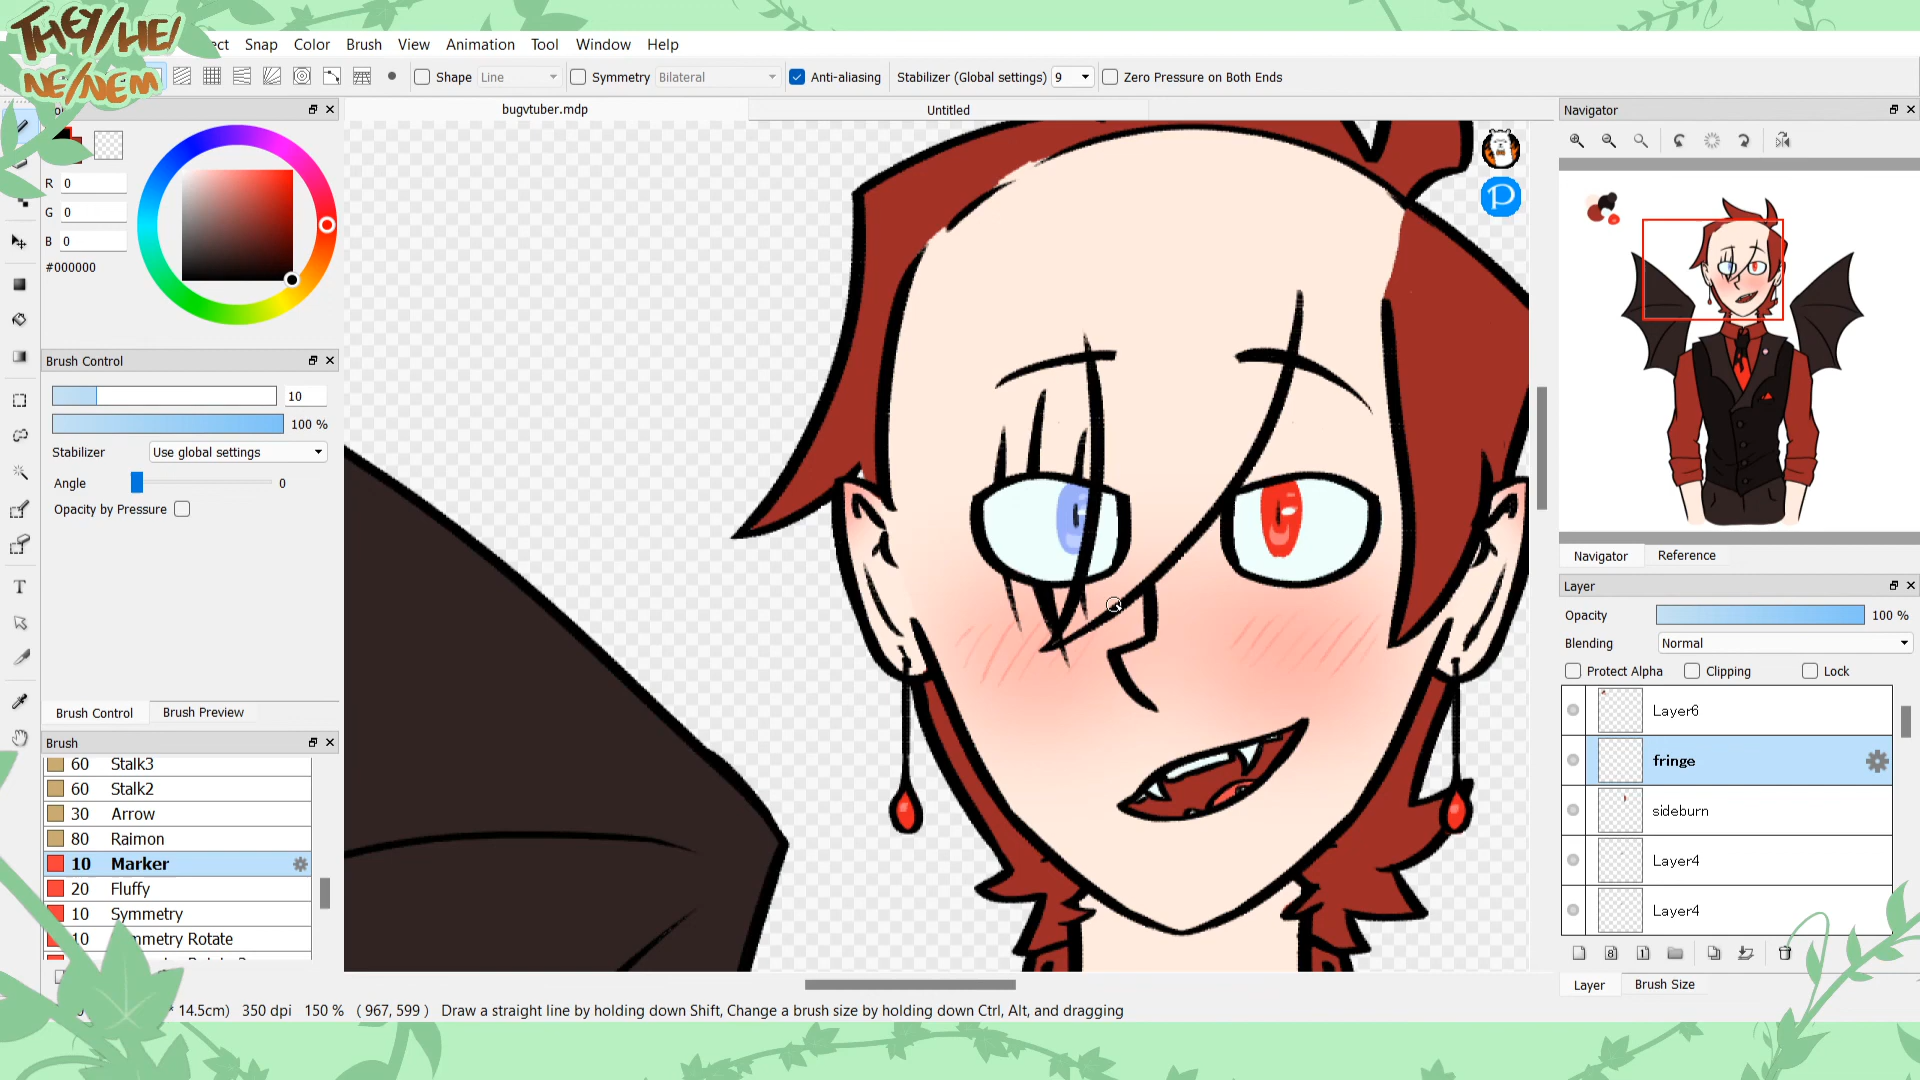 THEY/HE/
NE/NEM
ect Snap Color Brush View Animation Tool Window Help
Shape Line Symmetry Bilateral Anti-aliasing Stabilizer (Global settings) 9 Zero Pressure on Both Ends
bugvtuber.mdp Untitled
R 0
G 0
B 0
#000000
Brush Control
10
100 %
Stabilizer Use global settings
Angle 0
Opacity by Pressure
Brush Control Brush Preview
Brush
60 Stalk3
60 Stalk2
30 Arrow
80 Raimon
10 Marker
20 Fluffy
10 Symmetry
10 mmetry Rotate
Navigator
Navigator Reference
Layer
Opacity 100 %
Blending Normal
Protect Alpha Clipping Lock
Layer6
fringe
sideburn
Layer4
Layer4
Layer Brush Size
* 14.5cm) 350 dpi 150 % ( 967, 599 ) Draw a straight line by holding down Shift, Change a brush size by holding down Ctrl, Alt, and dragging